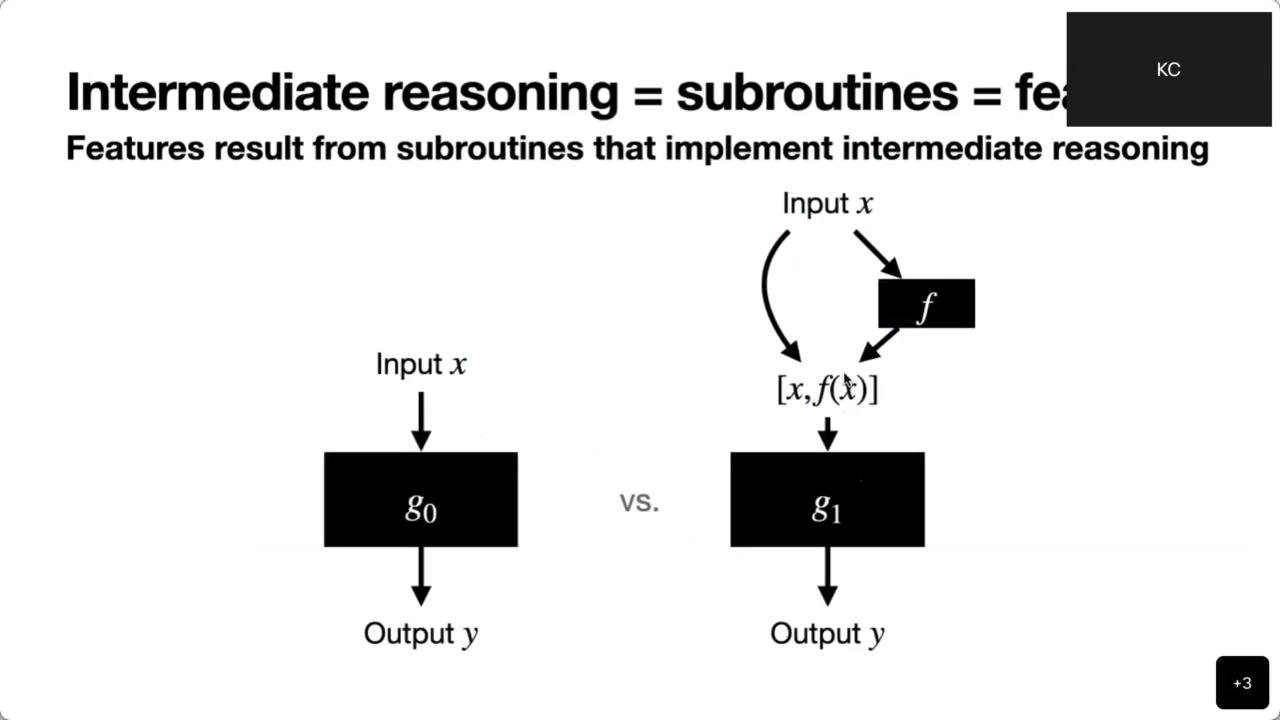 KC
Intermediate reasoning = subroutines =
Features result from subroutines that implement intermediate reasoning
Input x
f
Input x
[x, f(x)]
g₀
vs.
g₁
Output y
Output y
+3